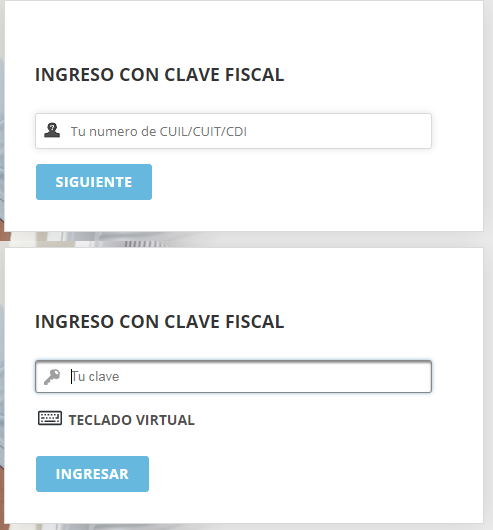 INGRESO CON CLAVE FISCAL
Tu numero de CUIL/CUIT/CDI
SIGUIENTE
INGRESO CON CLAVE FISCAL
Tu clave
TECLADO VIRTUAL
INGRESAR